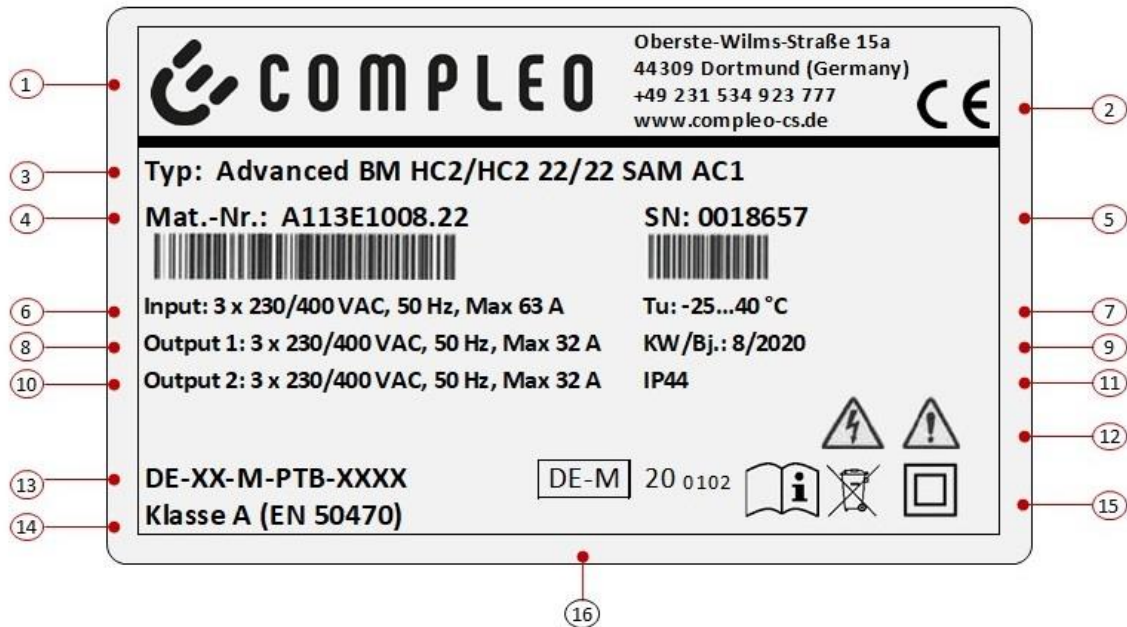 COMPLEO
Oberste-Wilms-Straße 15a
44309 Dortmund (Germany)
+49 231 534 923 777
www.compleo-cs.de
CE
1
2
3
Typ: Advanced BM HC2/HC2 22/22 SAM AC1
4
Mat.-Nr.: A113E1008.22
SN: 0018657
5
6
Input: 3 x 230/400 VAC, 50 Hz, Max 63 A
Tu: -25...40 °C
7
8
Output 1: 3 x 230/400 VAC, 50 Hz, Max 32 A
KW/Bj.: 8/2020
9
10
Output 2: 3 x 230/400 VAC, 50 Hz, Max 32 A
IP44
11
12
13
DE-XX-M-PTB-XXXX
DE-M 20 0102
i
14
Klasse A (EN 50470)
15
16